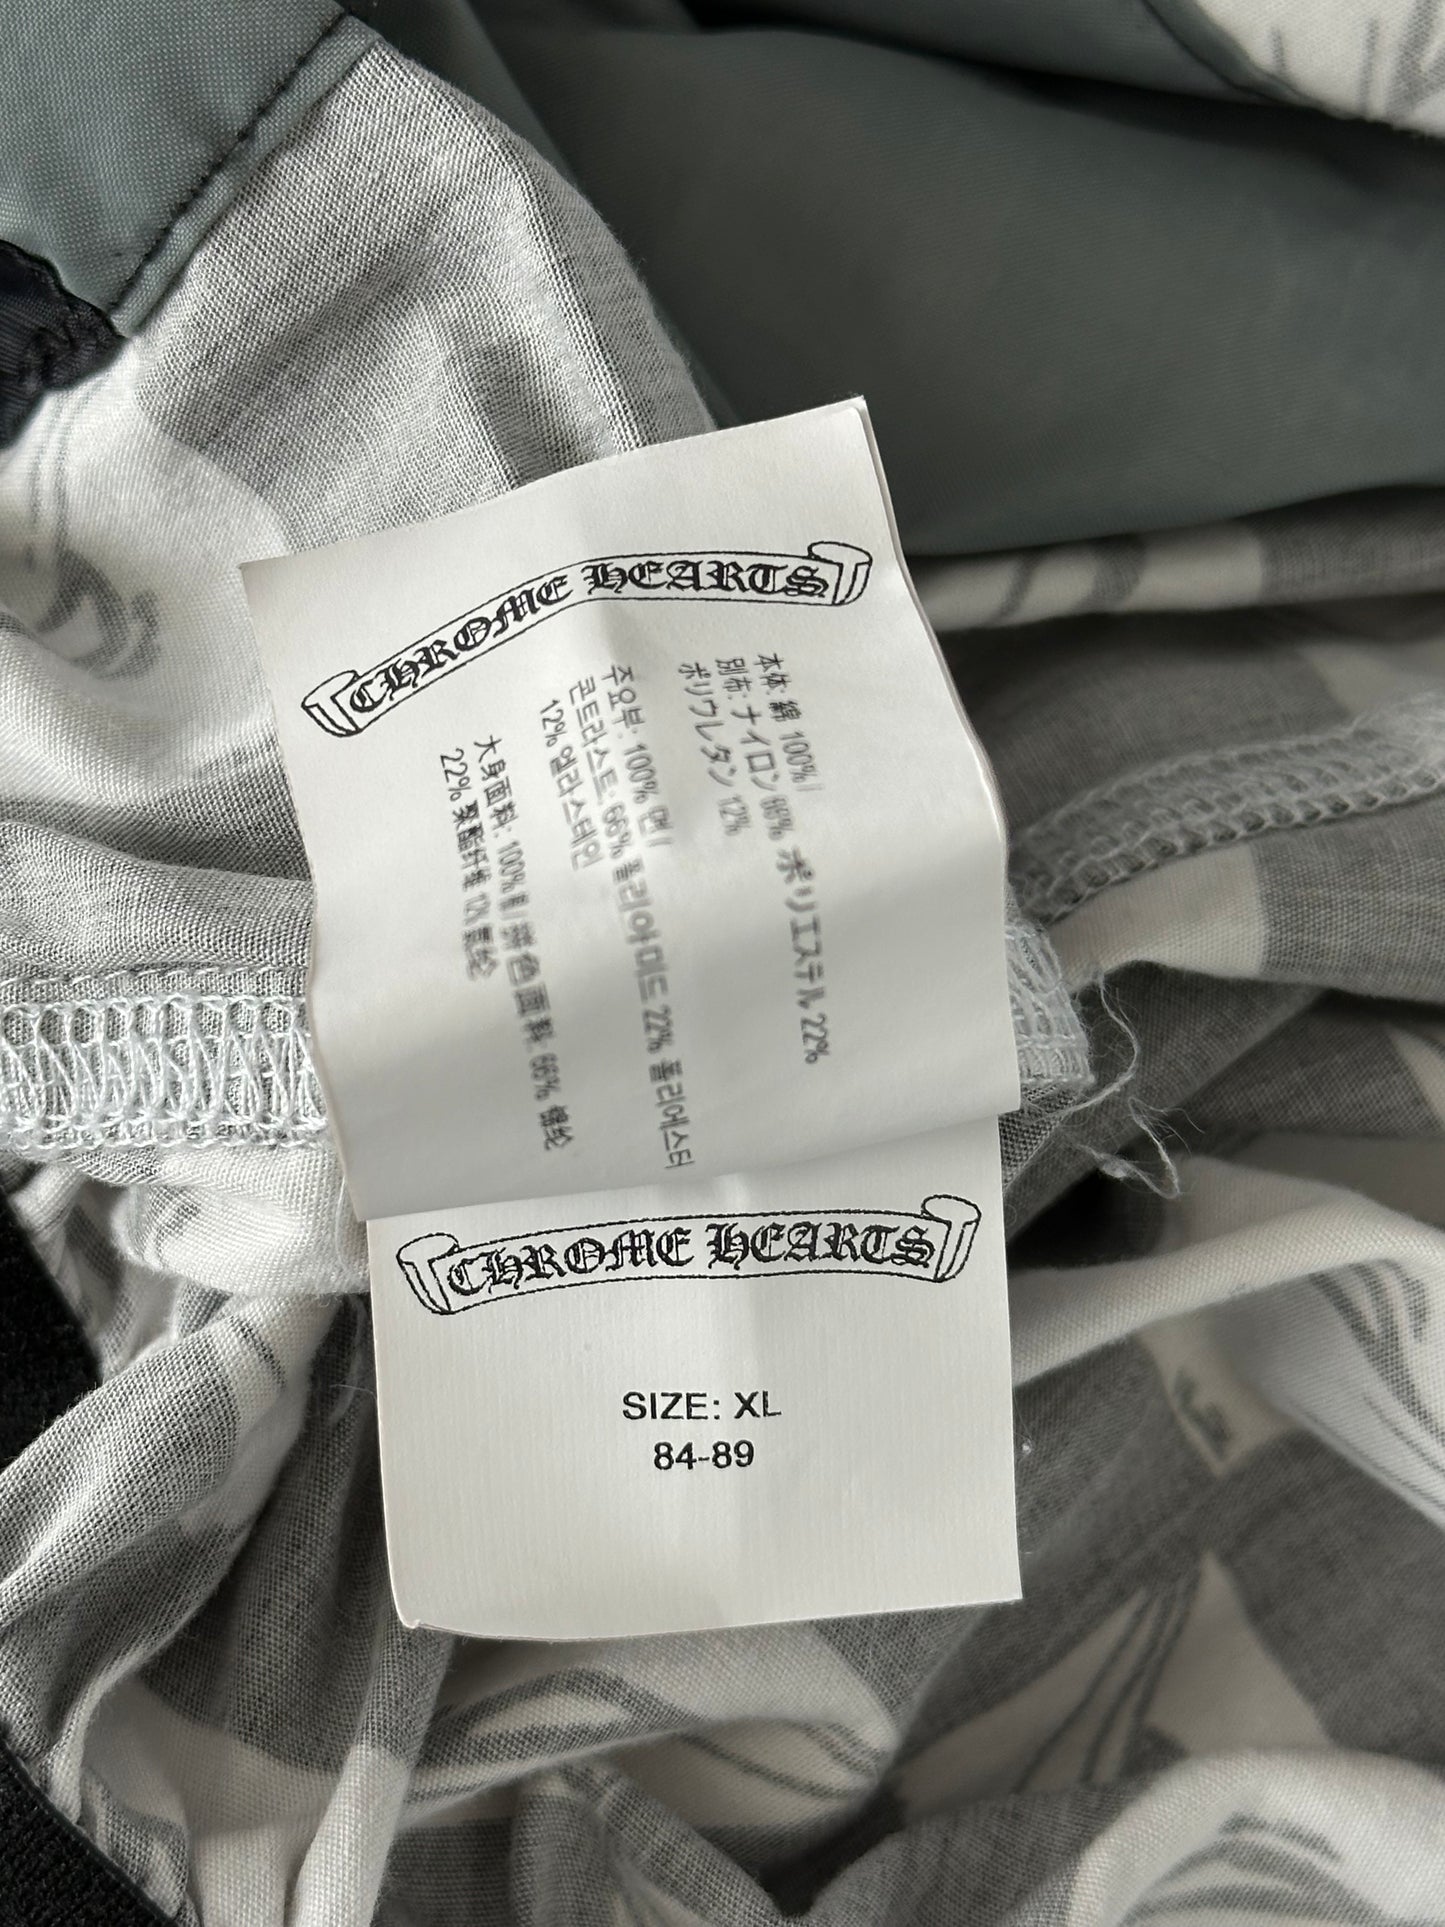 CHROME HEARTS
本体: 綿 100% /
別布: ナイロン 66% ポリエステル 22%
ポリウレタン 12%
주요부: 100% 면 /
콘트라스트: 66% 폴리아미드 22% 폴리에스터
12% 엘라스테인
大身面料: 100% 棉 / 拼色面料: 66% 锦纶
22% 聚酯纤维 12% 氨纶
CHROME HEARTS
SIZE: XL
84-89